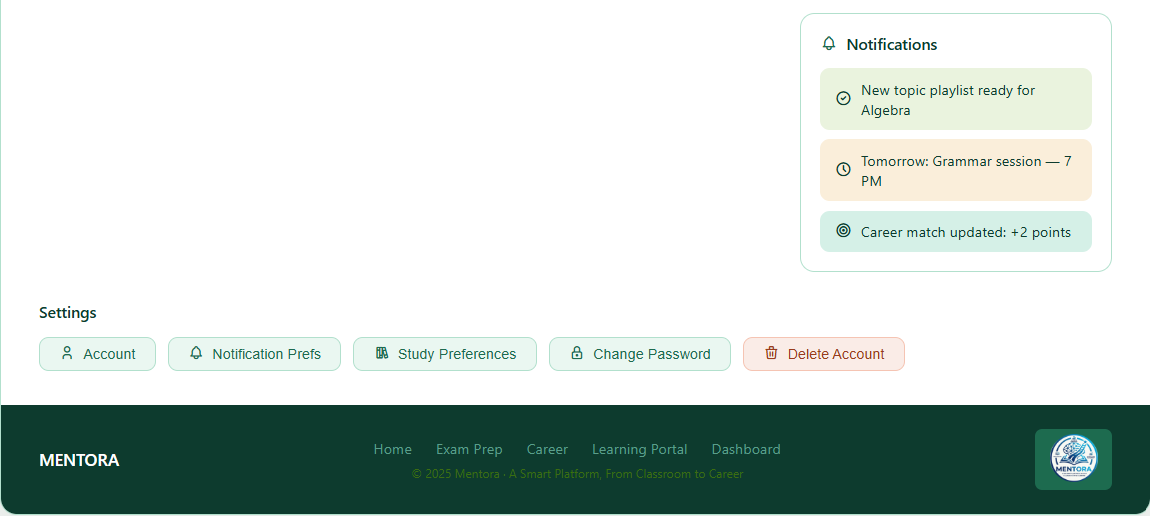 Notifications
New topic playlist ready for
Algebra
Tomorrow: Grammar session — 7
PM
Career match updated: +2 points
Settings
Account
Notification Prefs
Study Preferences
Change Password
Delete Account
MENTORA
Home
Exam Prep
Career
Learning Portal
Dashboard
© 2025 Mentora · A Smart Platform, From Classroom to Career
MENTORA